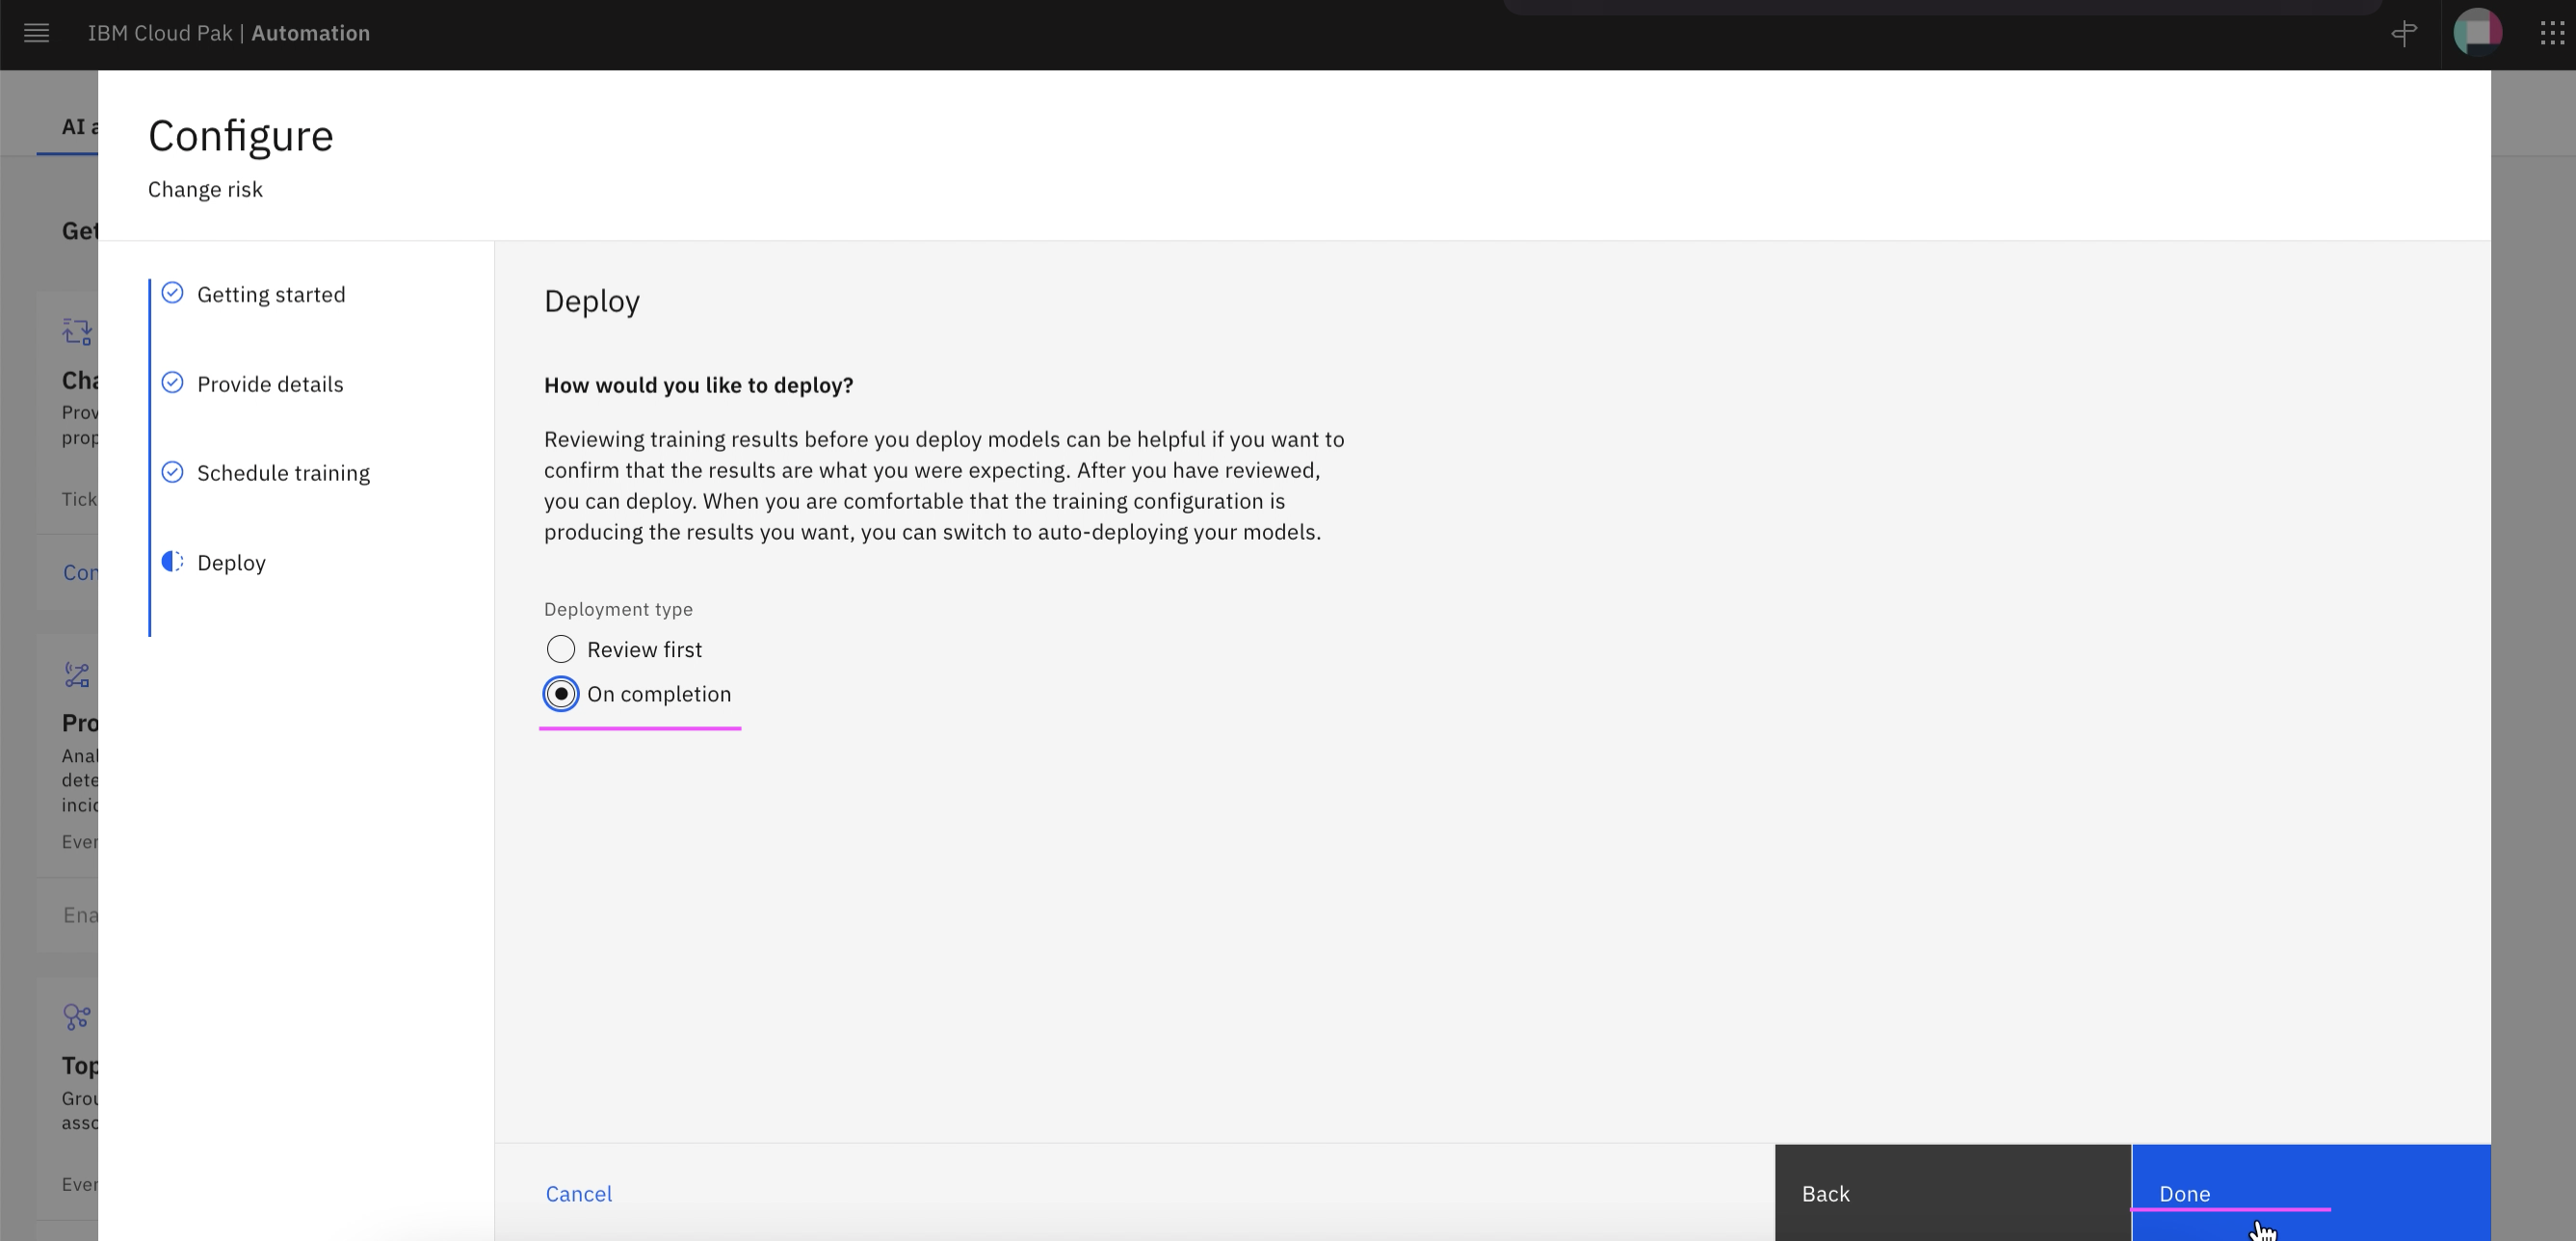 IBM Cloud Pak | Automation
AI a
Configure
Change risk
Get
Getting started
Provide details
Schedule training
Deploy
Cha
Prov
prop
Tick
Con
Pro
Anal
dete
incid
Ever
Ena
Top
Grou
asso
Ever
Deploy
How would you like to deploy?
Reviewing training results before you deploy models can be helpful if you want to
confirm that the results are what you were expecting. After you have reviewed,
you can deploy. When you are comfortable that the training configuration is
producing the results you want, you can switch to auto-deploying your models.
Deployment type
Review first
On completion
Cancel
Back
Done